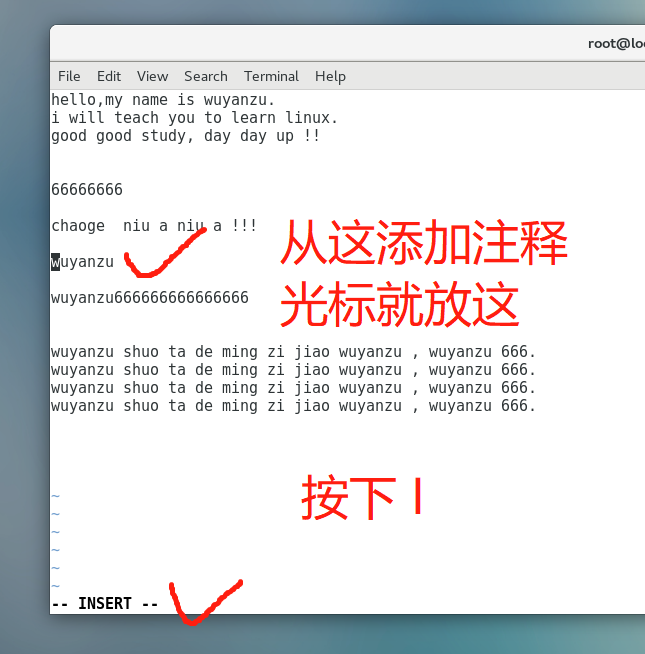 root@lo
File Edit View Search Terminal Help
hello,my name is wuyanzu.
i will teach you to learn linux.
good good study, day day up !!
66666666
chaoge  niu a niu a !!!
从这添加注释
wuyanzu
光标就放这
wuyanzu666666666666666
wuyanzu shuo ta de ming zi jiao wuyanzu , wuyanzu 666.
wuyanzu shuo ta de ming zi jiao wuyanzu , wuyanzu 666.
wuyanzu shuo ta de ming zi jiao wuyanzu , wuyanzu 666.
wuyanzu shuo ta de ming zi jiao wuyanzu , wuyanzu 666.
按下 I
~
~
~
~
~
~
-- INSERT --